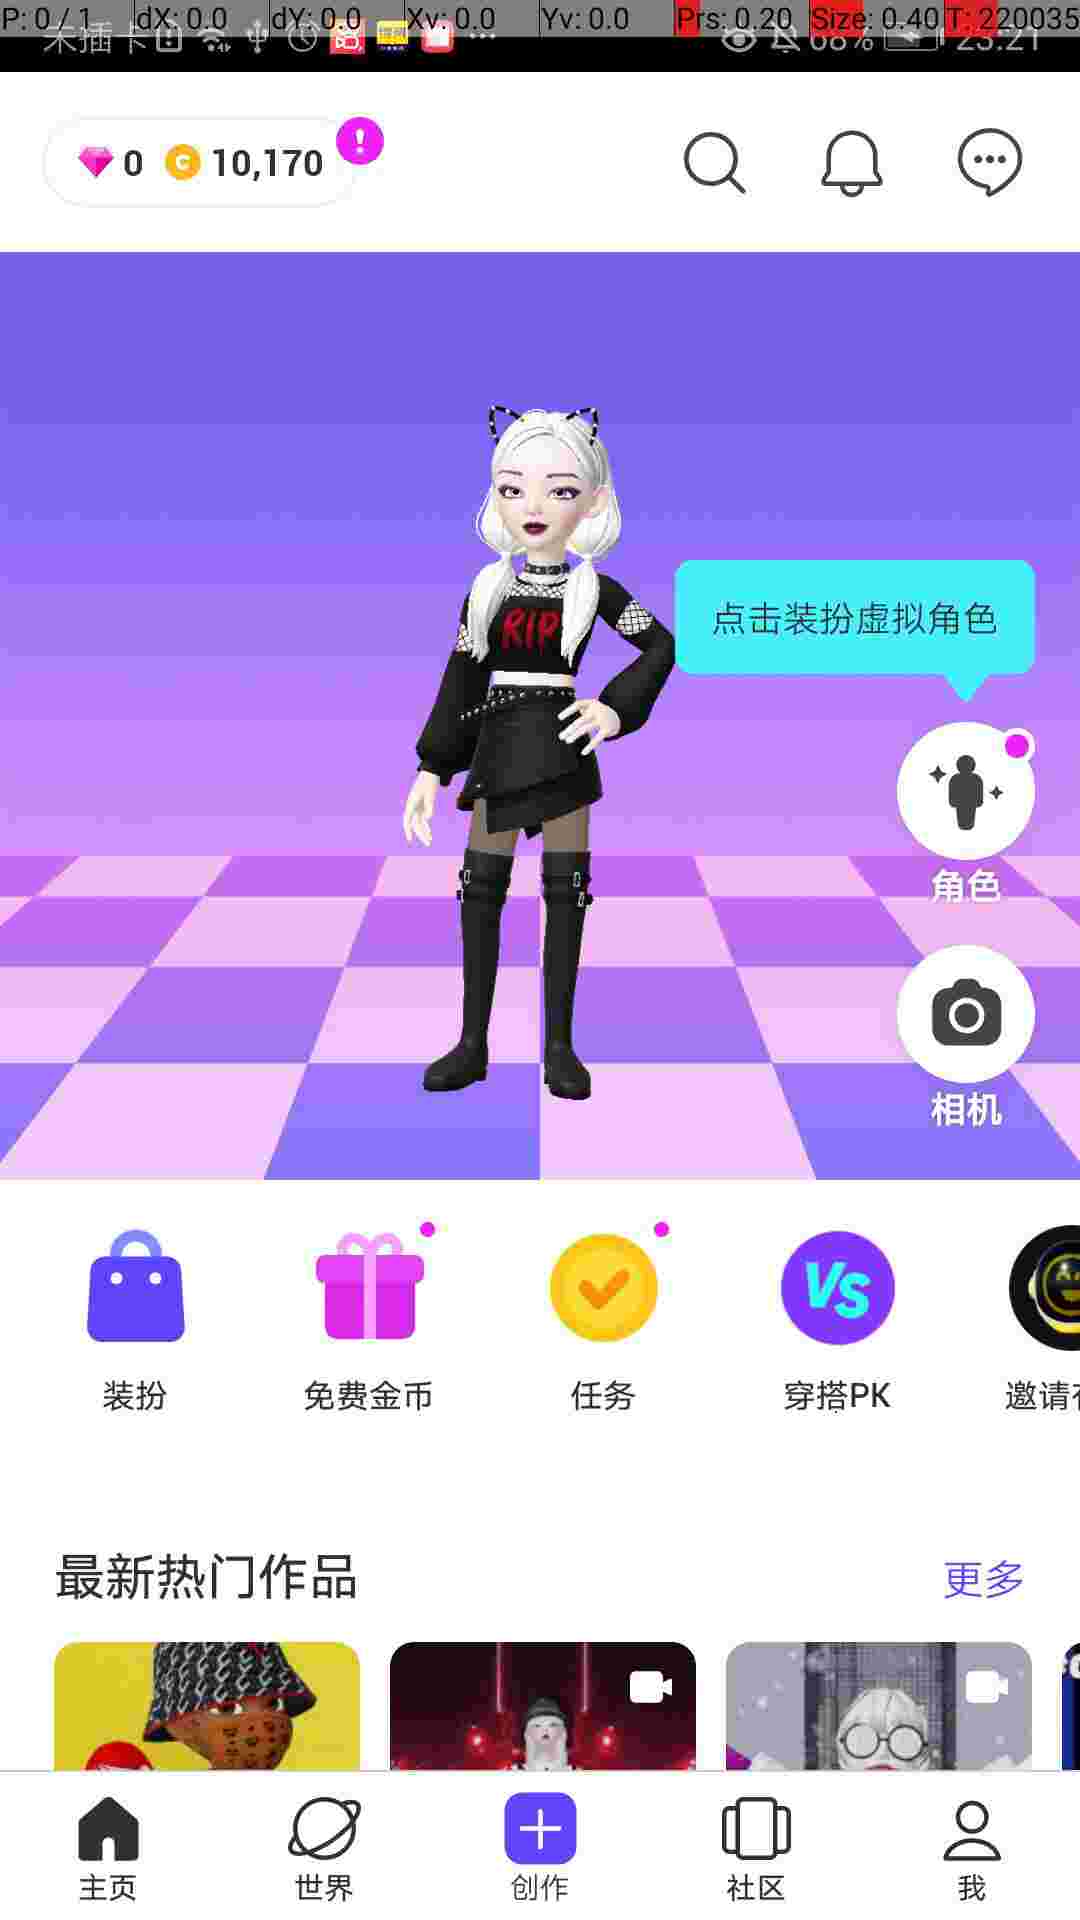 P: 0 / 1 dX: 0.0 dY: 0.0 Xv: 0.0 Yv: 0.0 Prs: 0.20 Size: 0.40 T: 220035
未插卡 68% 23:21
0 10,170
RIP
点击装扮虚拟角色
角色
相机
VS
装扮 免费金币 任务 穿搭PK 邀请
最新热门作品 更多
主页 世界 创作 社区 我